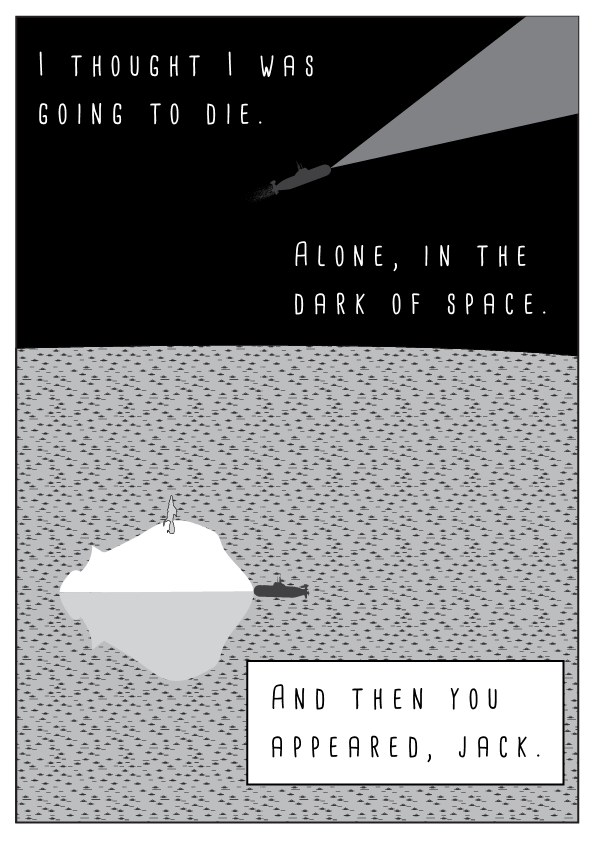 I THOUGHT I WAS
GOING TO DIE.
ALONE, IN THE
DARK OF SPACE.
AND THEN YOU
APPEARED, JACK.